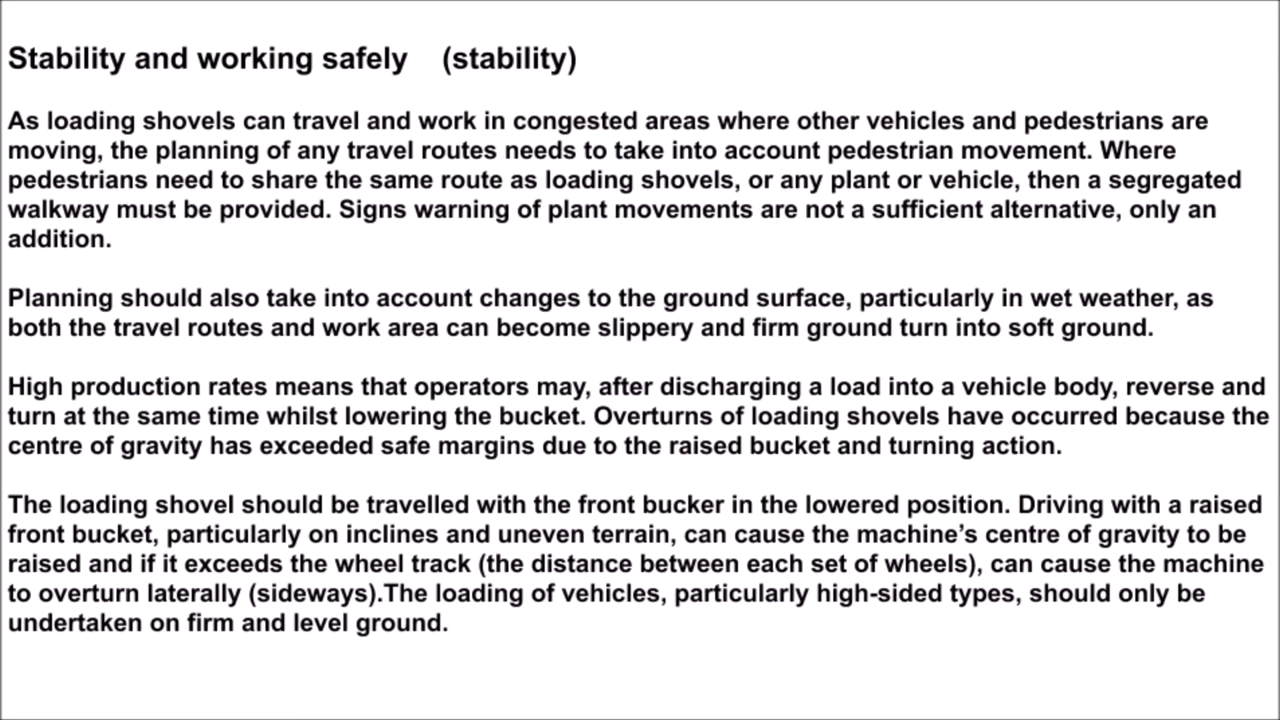 Stability and working safely (stability)
As loading shovels can travel and work in congested areas where other vehicles and pedestrians are
moving, the planning of any travel routes needs to take into account pedestrian movement. Where
pedestrians need to share the same route as loading shovels, or any plant or vehicle, then a segregated
walkway must be provided. Signs warning of plant movements are not a sufficient alternative, only an
addition.
Planning should also take into account changes to the ground surface, particularly in wet weather, as
both the travel routes and work area can become slippery and firm ground turn into soft ground.
High production rates means that operators may, after discharging a load into a vehicle body, reverse and
turn at the same time whilst lowering the bucket. Overturns of loading shovels have occurred because the
centre of gravity has exceeded safe margins due to the raised bucket and turning action.
The loading shovel should be travelled with the front bucker in the lowered position. Driving with a raised
front bucket, particularly on inclines and uneven terrain, can cause the machine’s centre of gravity to be
raised and if it exceeds the wheel track (the distance between each set of wheels), can cause the machine
to overturn laterally (sideways).The loading of vehicles, particularly high-sided types, should only be
undertaken on firm and level ground.